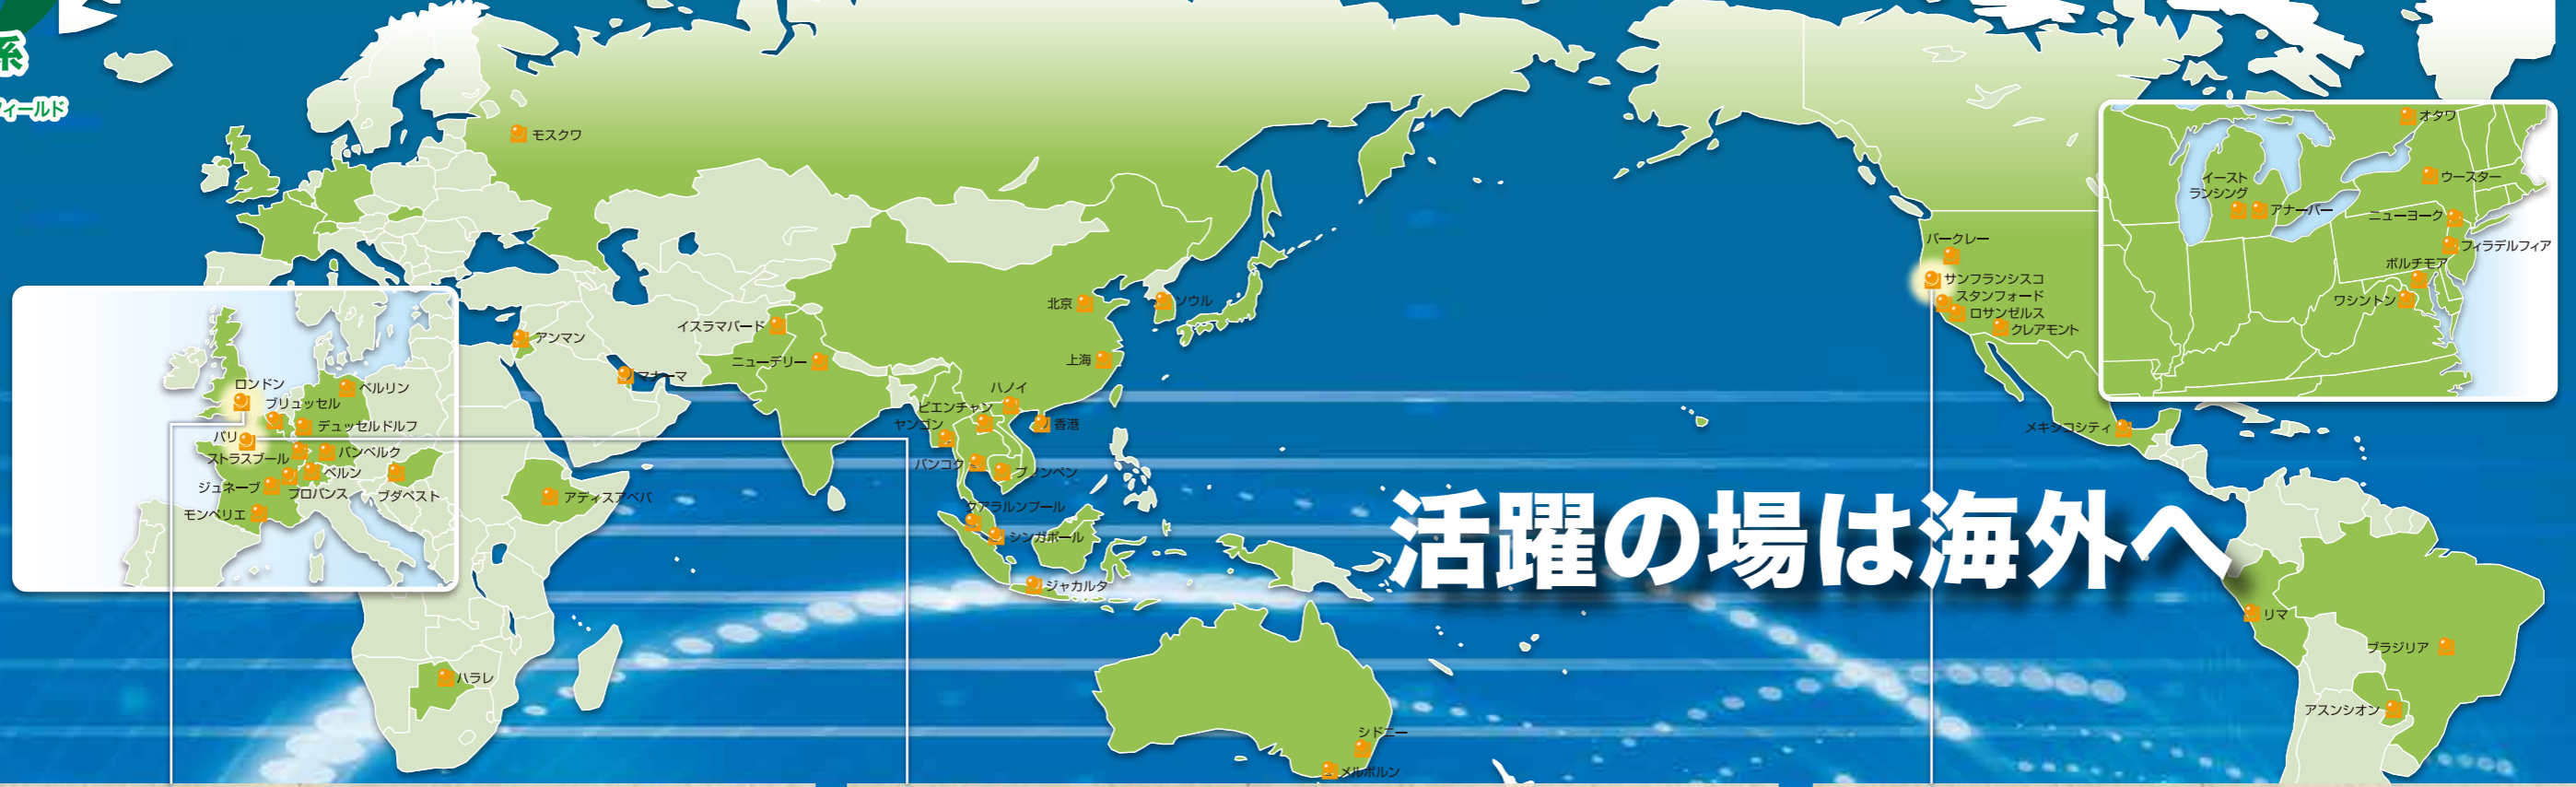 系
ィールド
モスクワ
アンマン
マナーマ
イスラマバード
ニューデリー
北京
ソウル
上海
ハノイ
ビエンチャン
ヤンゴン
香港
バンコク
プノンペン
クアラルンプール
シンガポール
ジャカルタ
アディスアベバ
ハラレ
シドニー
メルボルン
ロンドン
ベルリン
ブリュッセル
デュッセルドルフ
パリ
ストラスブール
バンベルク
ベルン
ジュネーブ
プロバンス
ブダペスト
モンペリエ
活躍の場は海外へ
バークレー
サンフランシスコ
スタンフォード
ロサンゼルス
クレアモント
メキシコシティ
オタワ
ウースター
イースト
ランシング
アナーバー
ニューヨーク
フィラデルフィア
ボルチモア
ワシントン
リマ
ブラジリア
アスンシオン